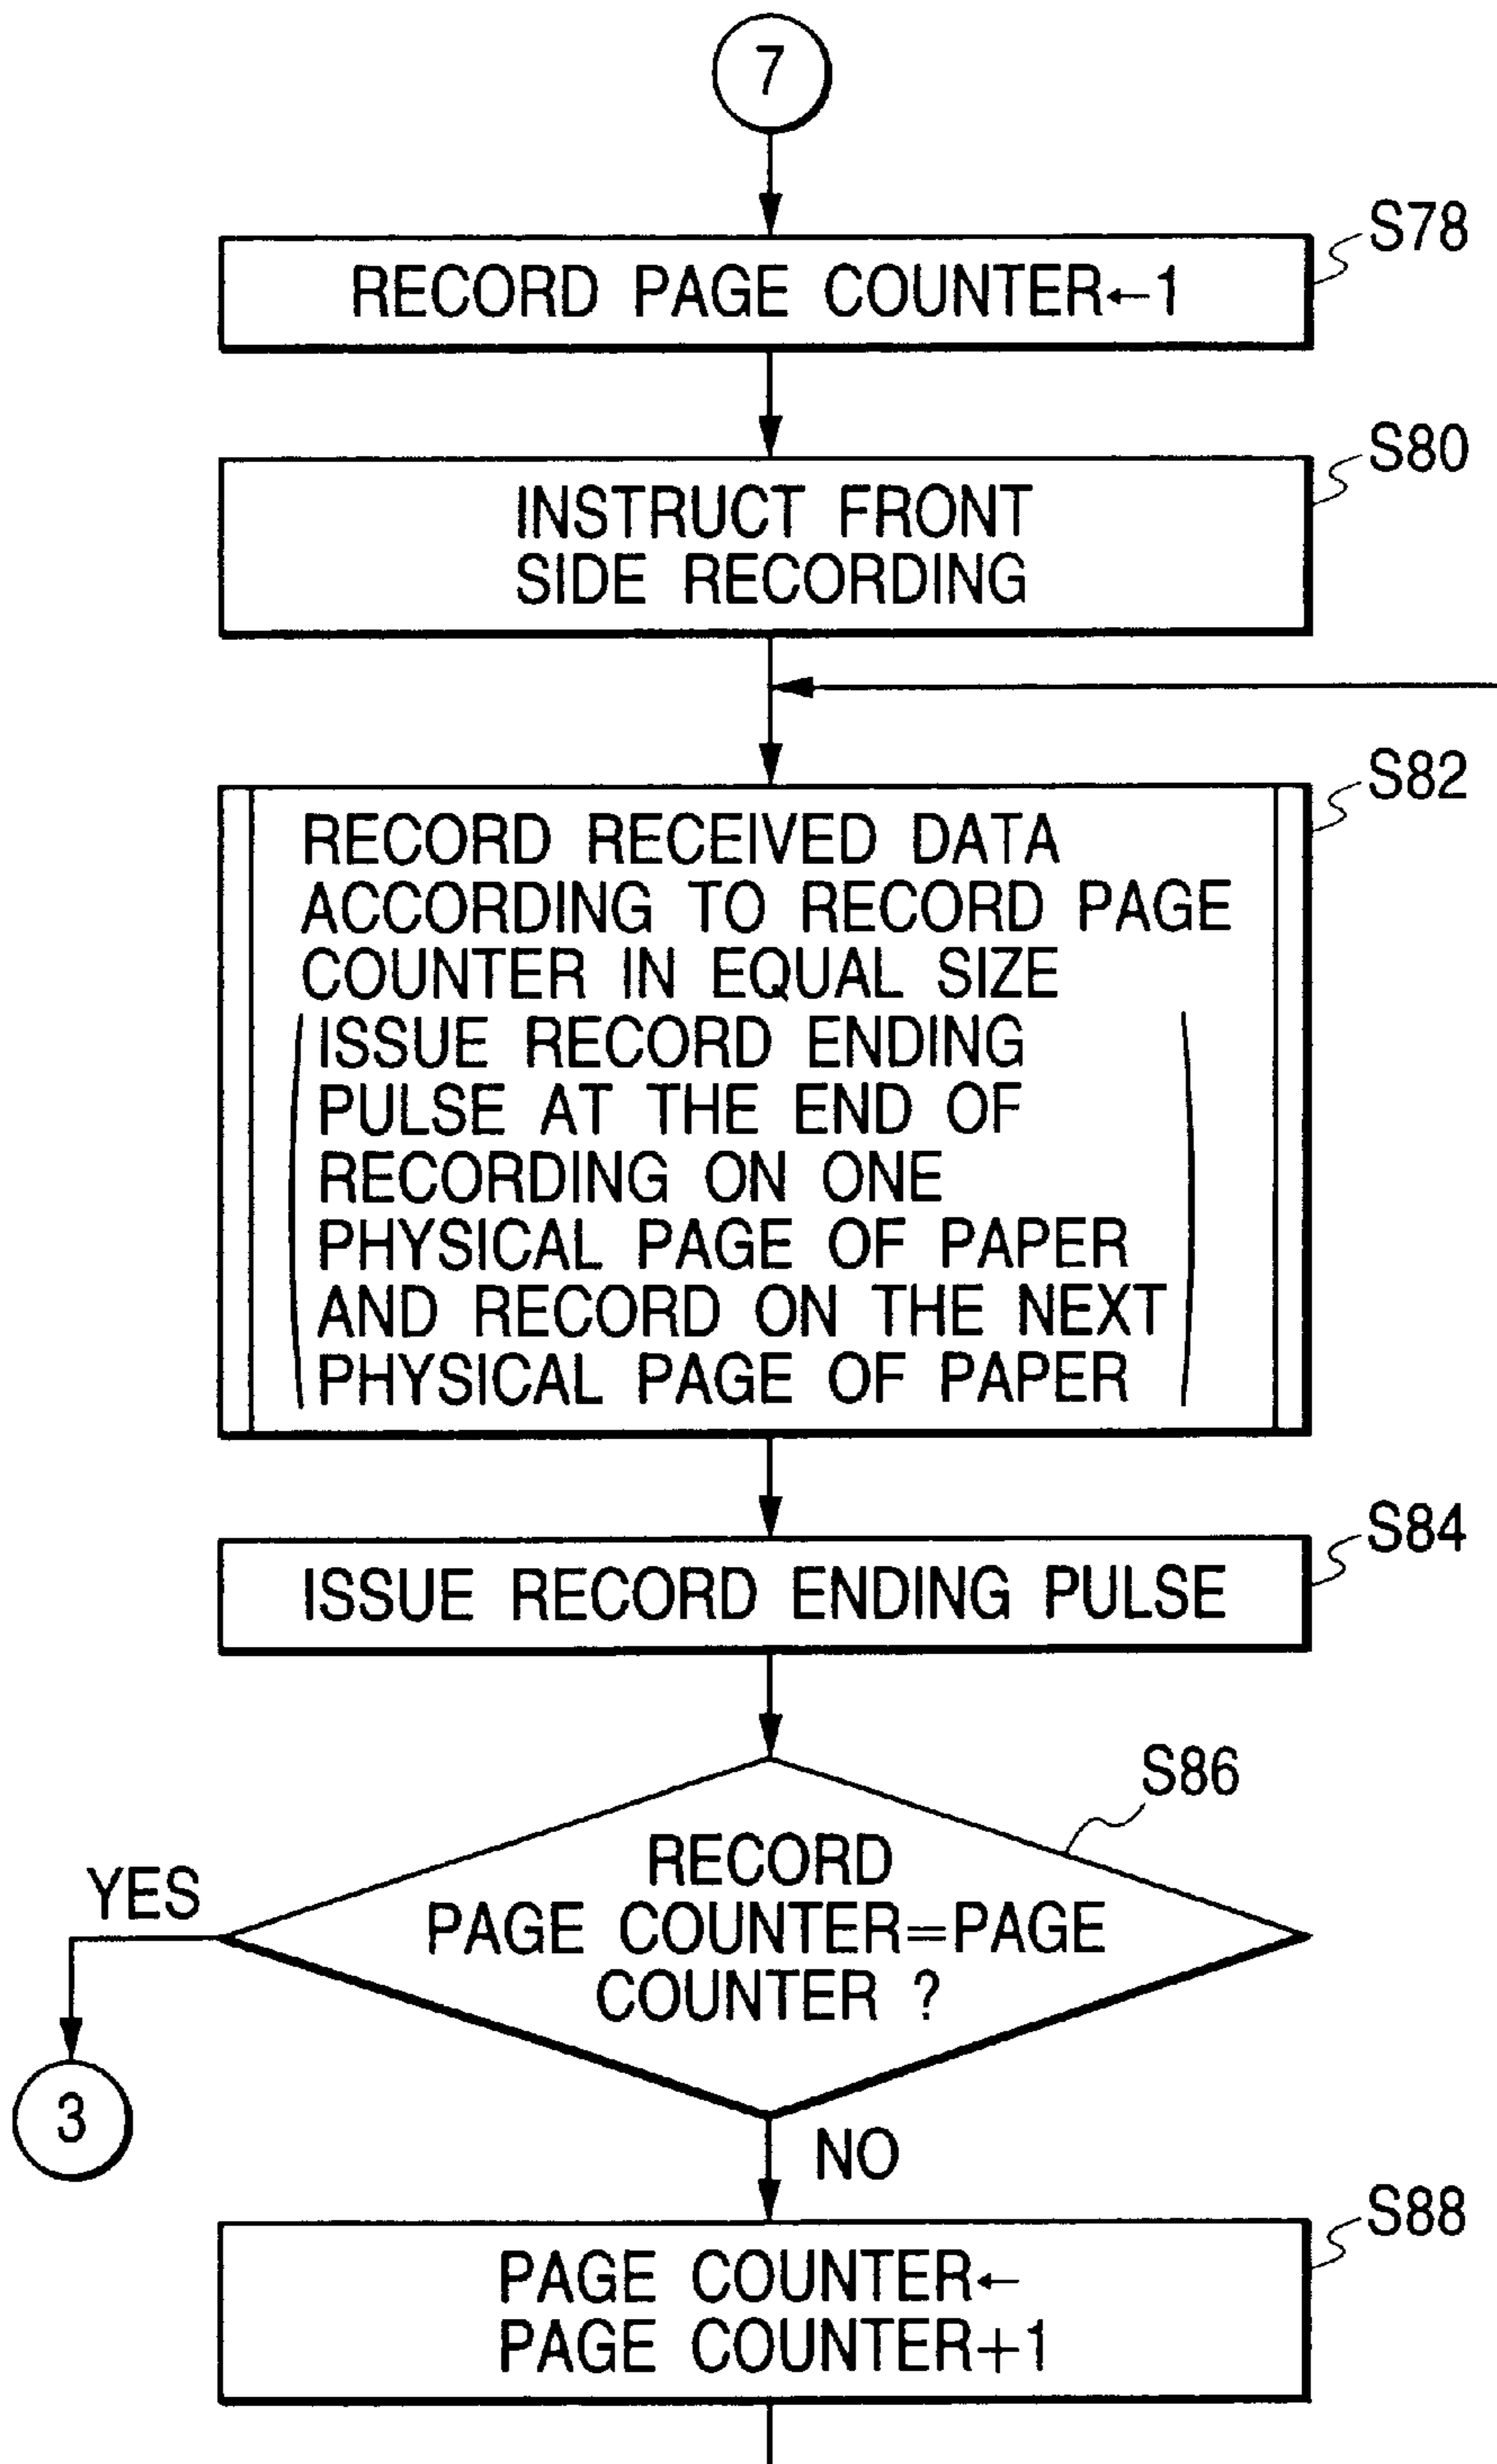 7
S78
RECORD PAGE COUNTER←1
S80
INSTRUCT FRONT
SIDE RECORDING
S82
RECORD RECEIVED DATA
ACCORDING TO RECORD PAGE
COUNTER IN EQUAL SIZE
(ISSUE RECORD ENDING
PULSE AT THE END OF
RECORDING ON ONE
PHYSICAL PAGE OF PAPER
AND RECORD ON THE NEXT
PHYSICAL PAGE OF PAPER)
S84
ISSUE RECORD ENDING PULSE
S86
RECORD
PAGE COUNTER=PAGE
COUNTER ?
YES
3
NO
S88
PAGE COUNTER←
PAGE COUNTER+1